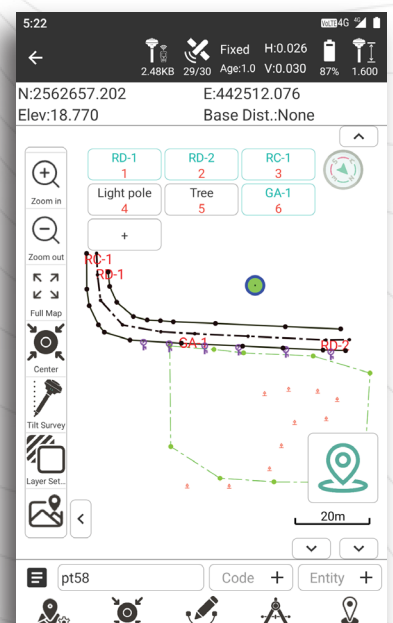 5:22 VoLTE 4G 4G
Fixed H:0.026
2.48KB 29/30 Age:1.0 V:0.030 87% 1.600
N:2562657.202 E:442512.076
Elev:18.770 Base Dist.:None
RD-1 RD-2 RC-1
1 2 3
Light pole Tree GA-1
4 5 6
+
Zoom in
Zoom out
Full Map
Center
Tilt Survey
Layer Set...
RC-1
RD-1
GA-1 RD-2
20m
pt58 Code + Entity +